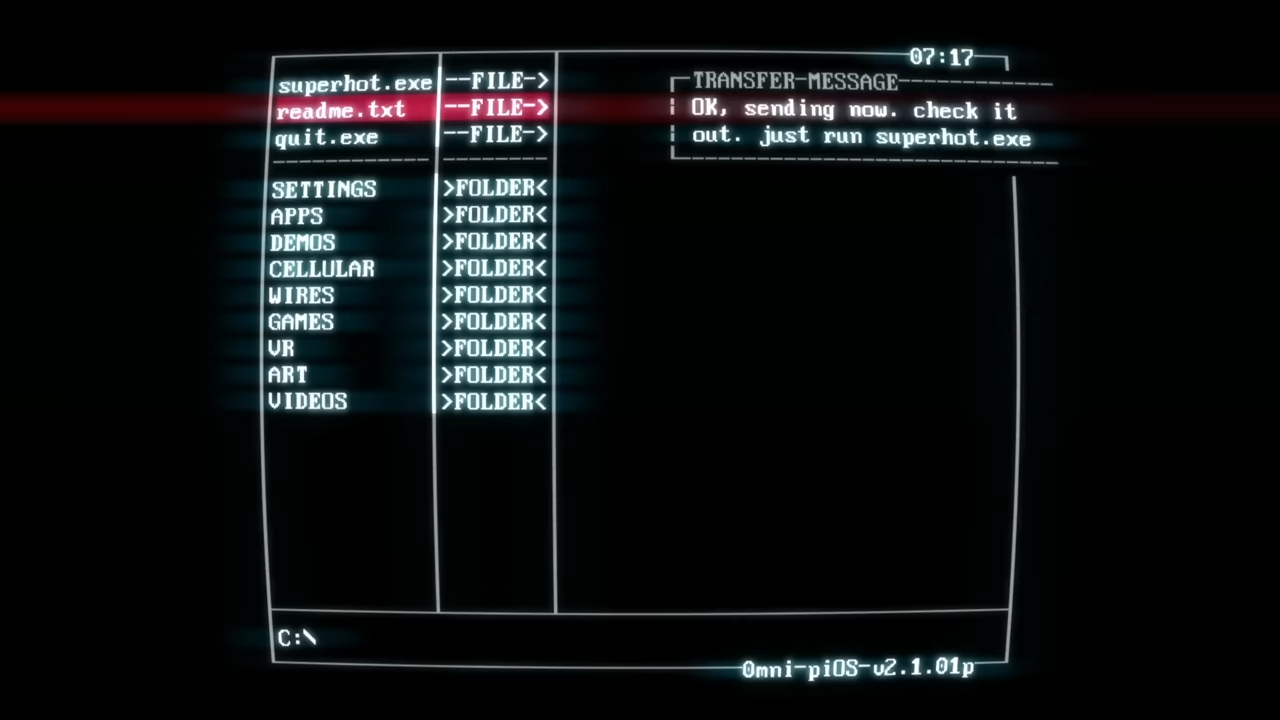 07:17
superhot.exe --FILE->
readme.txt --FILE->
quit.exe --FILE->
SETTINGS >FOLDER<
APPS >FOLDER<
DEMOS >FOLDER<
CELLULAR >FOLDER<
WIRES >FOLDER<
GAMES >FOLDER<
VR >FOLDER<
ART >FOLDER<
VIDEOS >FOLDER<
TRANSFER-MESSAGE
OK, sending now. check it
out. just run superhot.exe
C:\
Omni-piOS-v2.1.01p